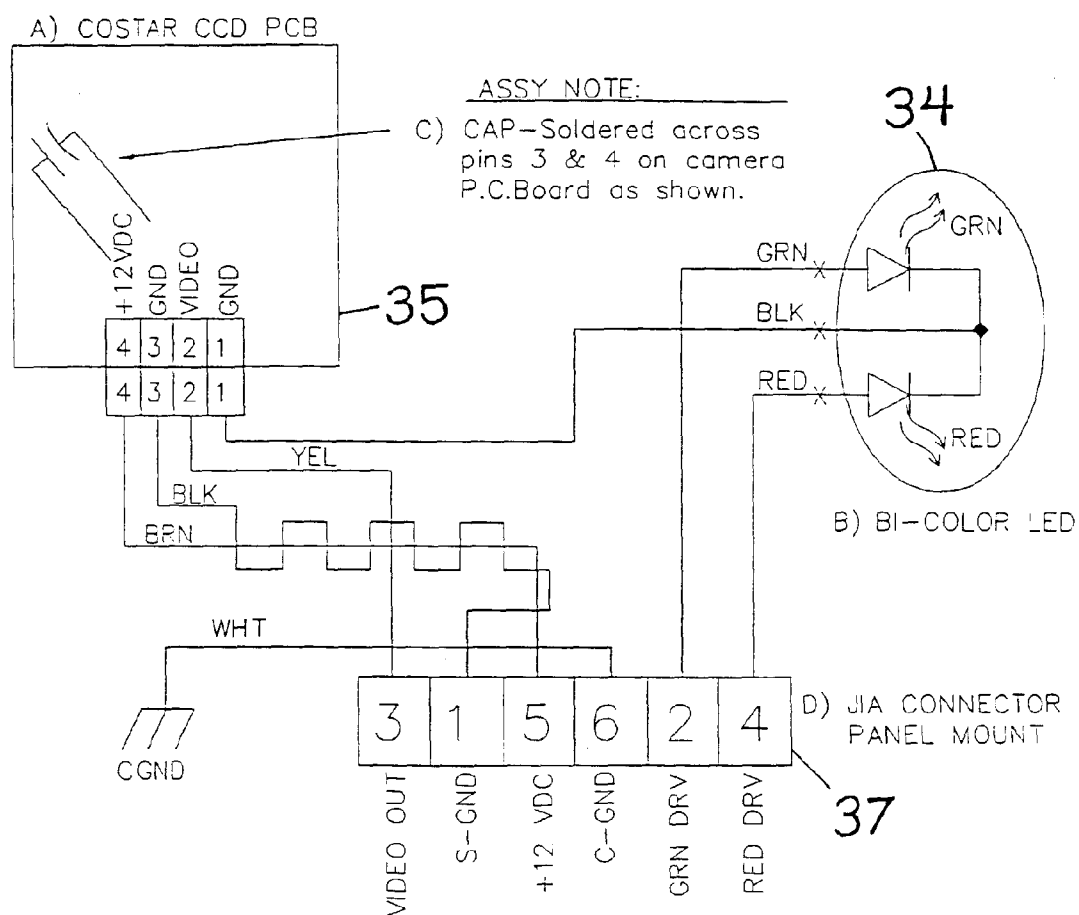 A) COSTAR CCD PCB
ASSY NOTE:
C) CAP-Soldered across
pins 3 & 4 on camera
P.C.Board as shown.
34
GRN
GRN
BLK
RED
RED
B) BI-COLOR LED
+12VDC
GND
VIDEO
GND
35
4 3 2 1
4 3 2 1
YEL
BLK
BRN
WHT
CGND
3 1 5 6 2 4
D) JIA CONNECTOR
PANEL MOUNT
37
VIDEO OUT
S-GND
+12 VDC
C-GND
GRN DRV
RED DRV